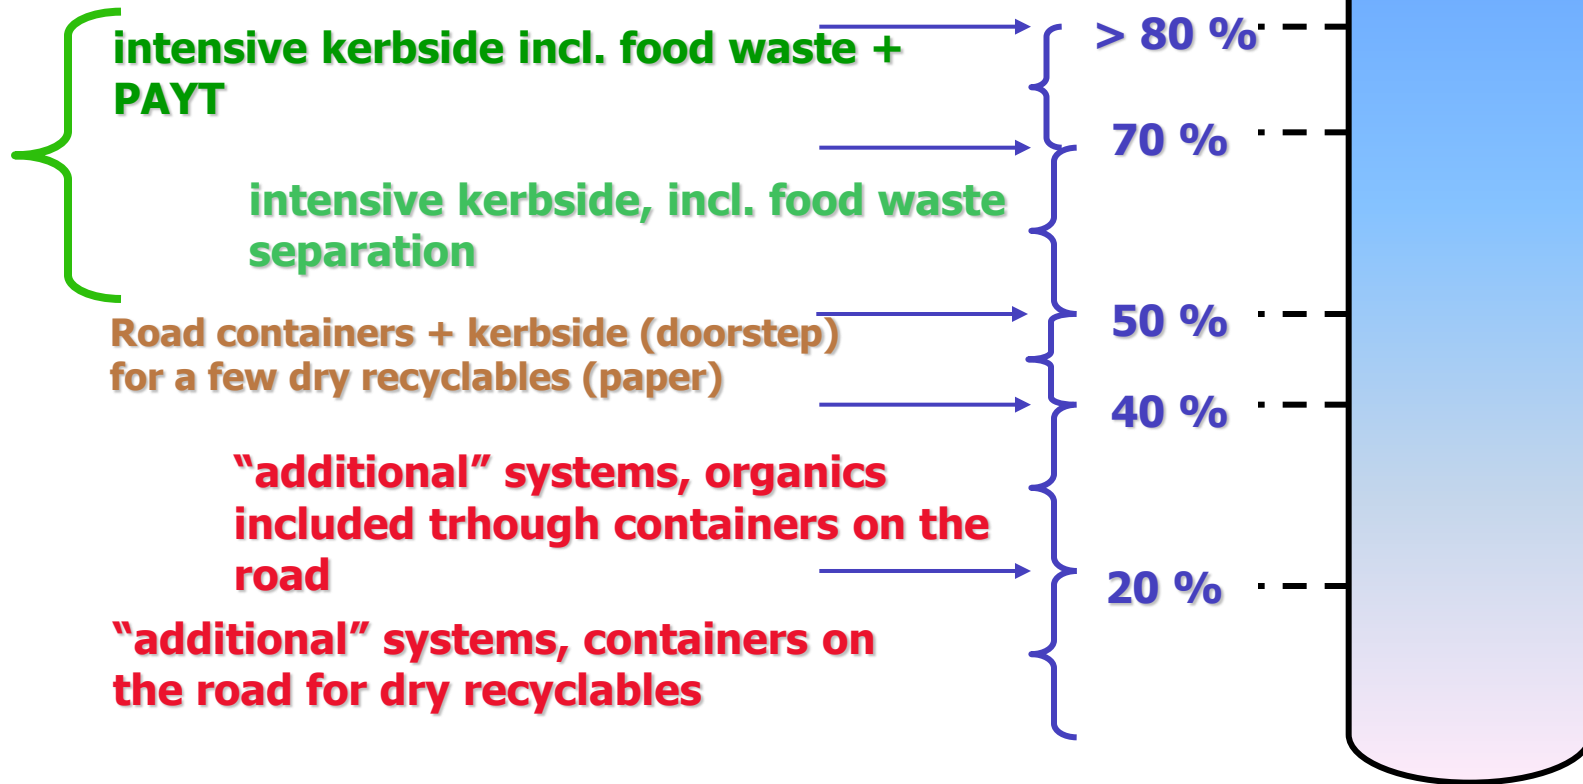 intensive kerbside incl. food waste +
PAYT
> 80 %
70 %
intensive kerbside, incl. food waste
separation
50 %
Road containers + kerbside (doorstep)
for a few dry recyclables (paper)
40 %
“additional” systems, organics
included trhough containers on the
road
20 %
“additional” systems, containers on
the road for dry recyclables